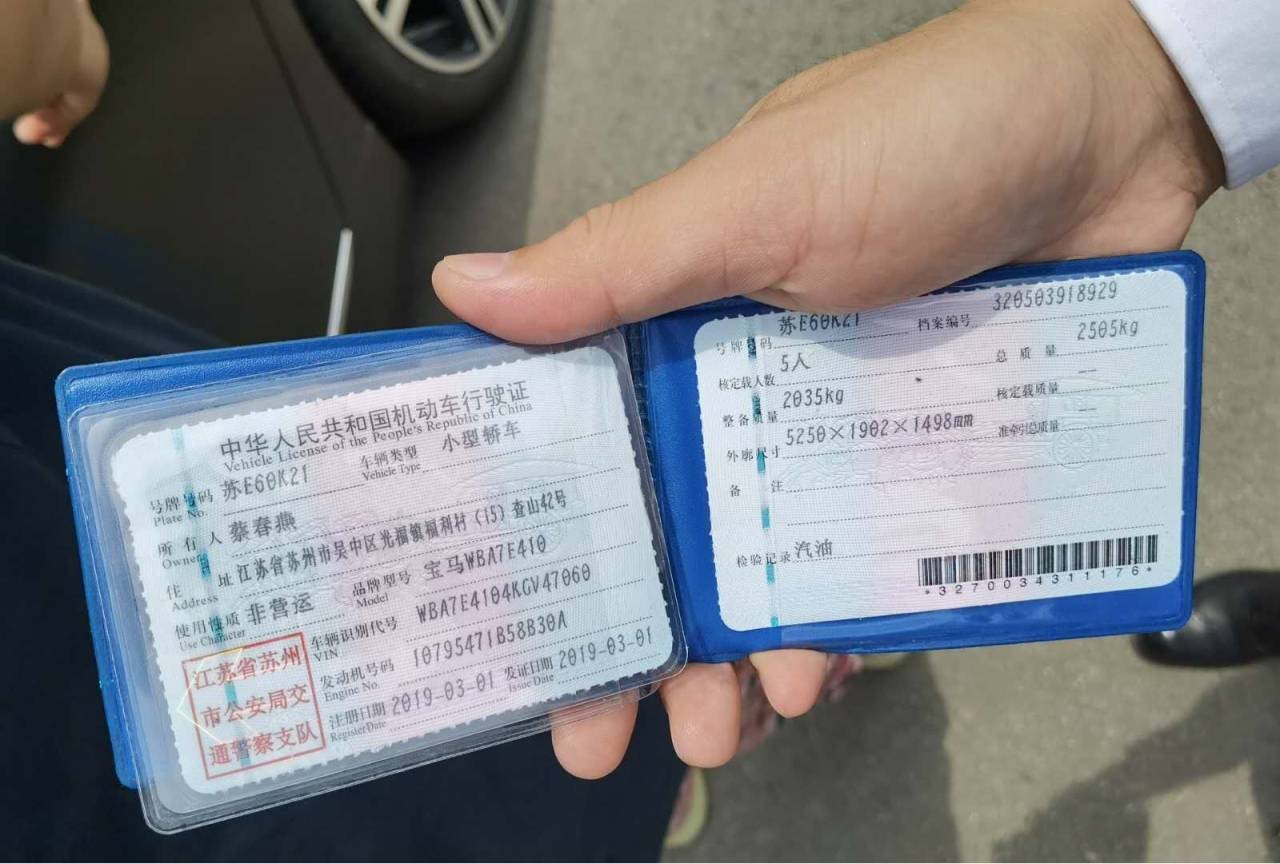 中华人民共和国机动车行驶证
Vehicle License of the People's Republic of China
号牌号码 苏E60K21 车辆类型 小型轿车
Plate No. Vehicle Type
所有人 蔡春燕
Owner
住址 江苏省苏州市吴中区光福镇福利村(15)查山42号
Address
使用性质 非营运 品牌型号 宝马WBA7E410
Use Character Model
车辆识别代号 WBA7E4104KGV47060
VIN
发动机号码 10795471B58B30A
Engine No.
注册日期 2019-03-01 发证日期 2019-03-01
Register Date Issue Date
江苏省苏州
市公安局交
通警察支队
号牌号码 苏E60K21 档案编号 320503918929
核定载人数 5人 总质量 2505kg
整备质量 2035kg 核定载质量 --
外廓尺寸 5250×1902×1498mm 准牵引总质量 --
备注
检验记录 汽油
*3270034311176*